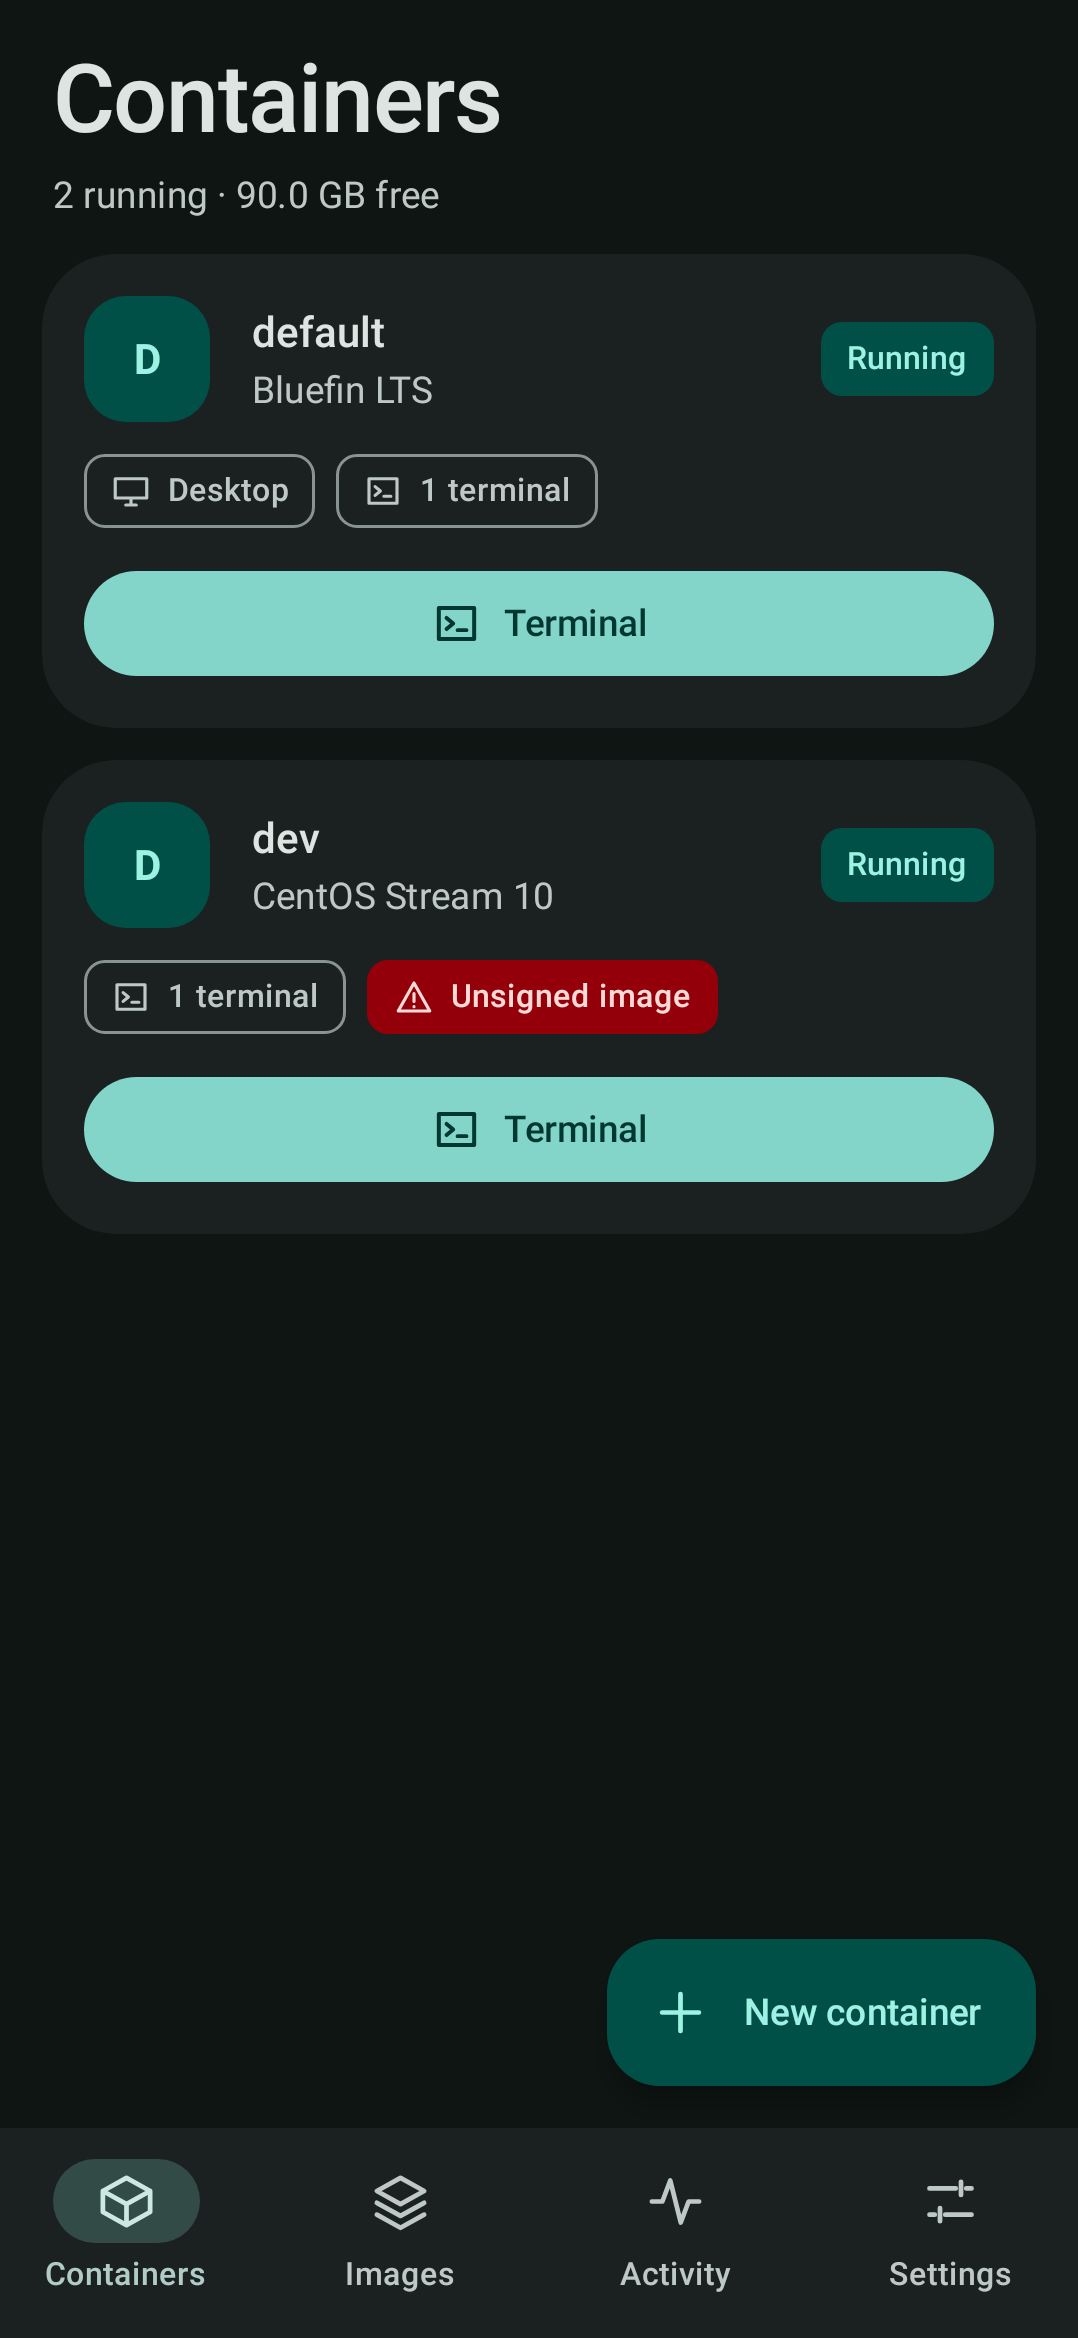 Containers
2 running · 90.0 GB free
D
default
Bluefin LTS
Running
Desktop
1 terminal
Terminal
D
dev
CentOS Stream 10
Running
1 terminal
Unsigned image
Terminal
New container
Containers
Images
Activity
Settings